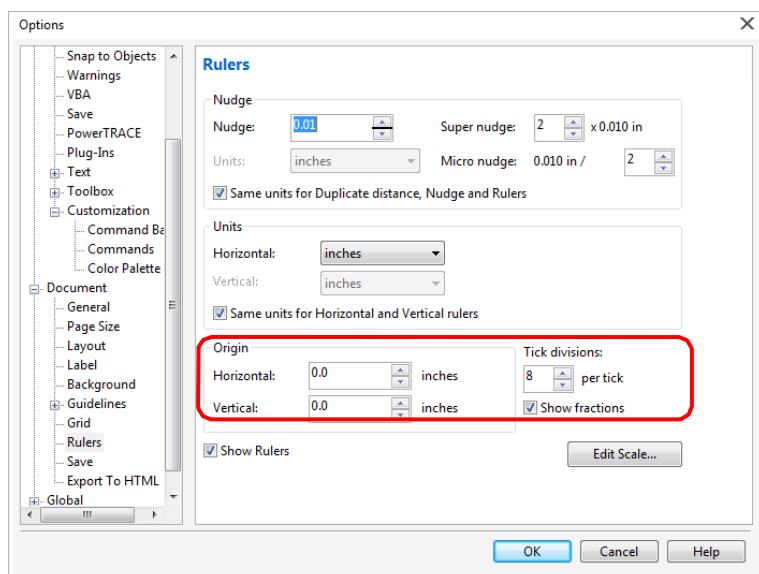 Options
Snap to Objects
Warnings
VBA
Save
PowerTRACE
Plug-Ins
Text
Toolbox
Customization
Command Ba
Commands
Color Palette
Document
General
Page Size
Layout
Label
Background
Guidelines
Grid
Rulers
Save
Export To HTML
Global
Rulers
Nudge
Nudge: 0.01 Super nudge: 2 x 0.010 in
Units: inches Micro nudge: 0.010 in / 2
Same units for Duplicate distance, Nudge and Rulers
Units
Horizontal: inches
Vertical: inches
Same units for Horizontal and Vertical rulers
Origin Tick divisions:
Horizontal: 0.0 inches 8 per tick
Vertical: 0.0 inches Show fractions
Show Rulers Edit Scale...
OK Cancel Help